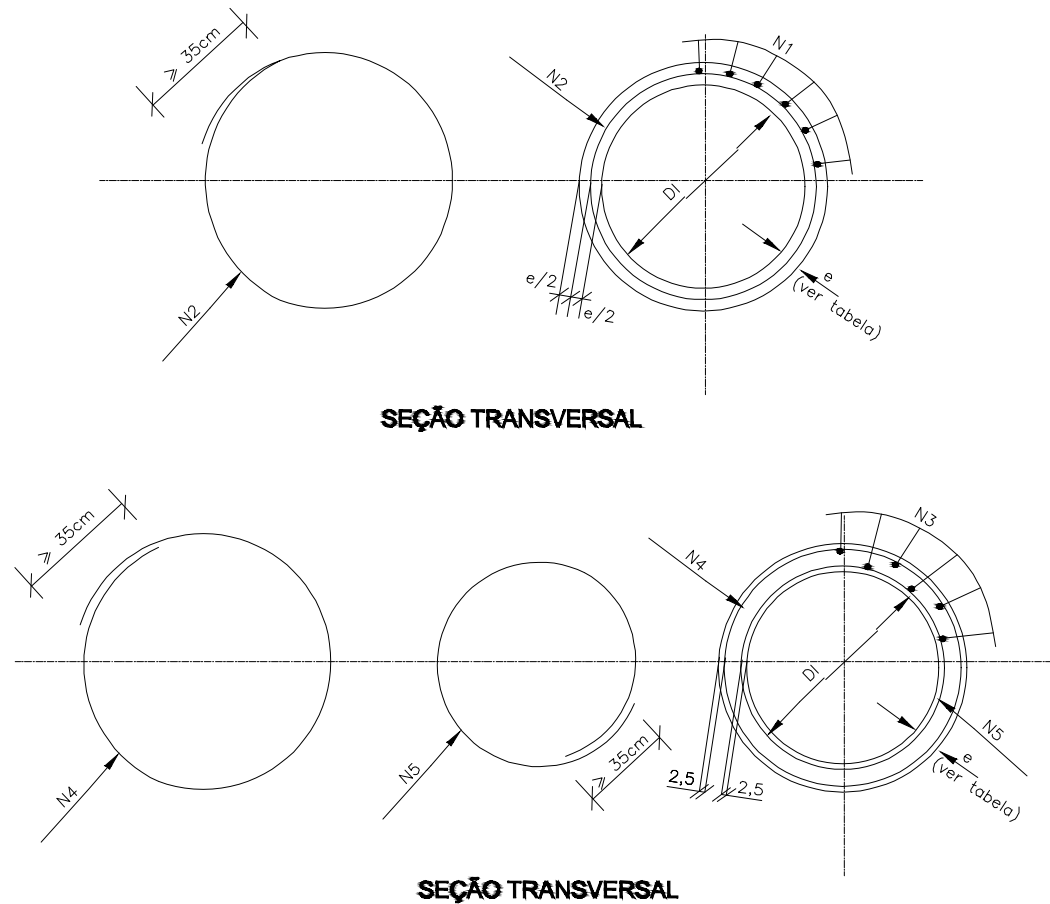 ≥ 35cm
N2
N2
N1
DI
e/2
e/2
e
(ver tabela)
SEÇÃO TRANSVERSAL
≥ 35cm
N4
N5
≥ 35cm
N4
N3
DI
N5
2,5
2,5
e
(ver tabela)
SEÇÃO TRANSVERSAL